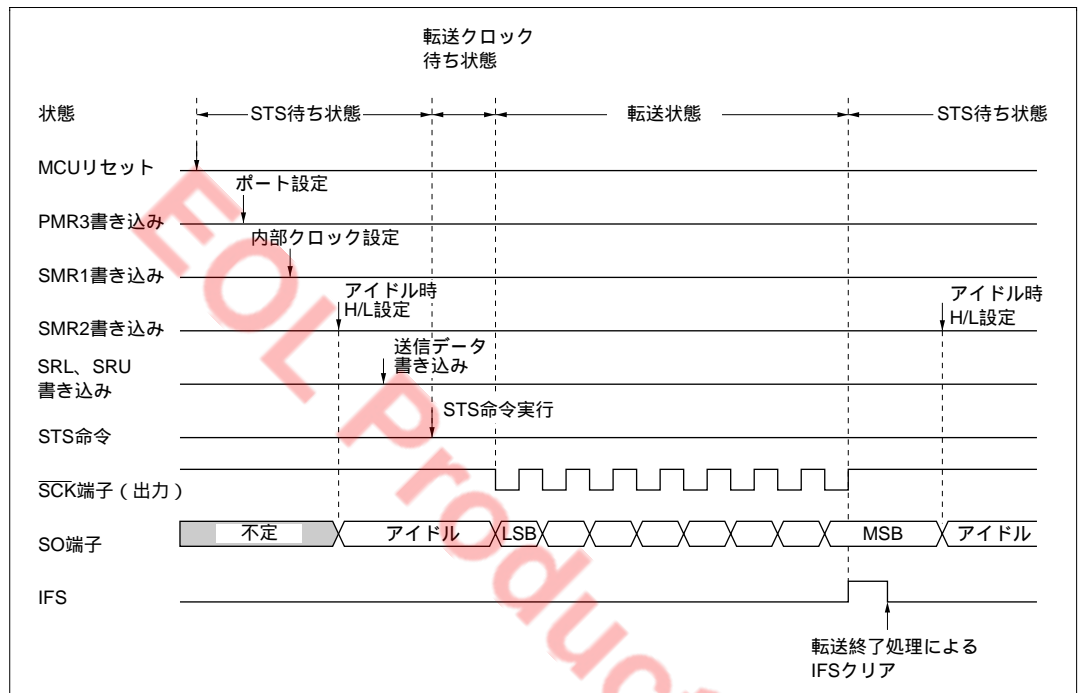 転送クロック
待ち状態
状態
STS待ち状態
転送状態
STS待ち状態
MCUリセット
ポート設定
PMR3書き込み
内部クロック設定
SMR1書き込み
アイドル時
H/L設定
アイドル時
H/L設定
SMR2書き込み
送信データ
書き込み
SRL、SRU
書き込み
STS命令実行
STS命令
SCK端子(出力)
不定
アイドル
LSB
MSB
アイドル
SO端子
IFS
転送終了処理による
IFSクリア
EOL Produc